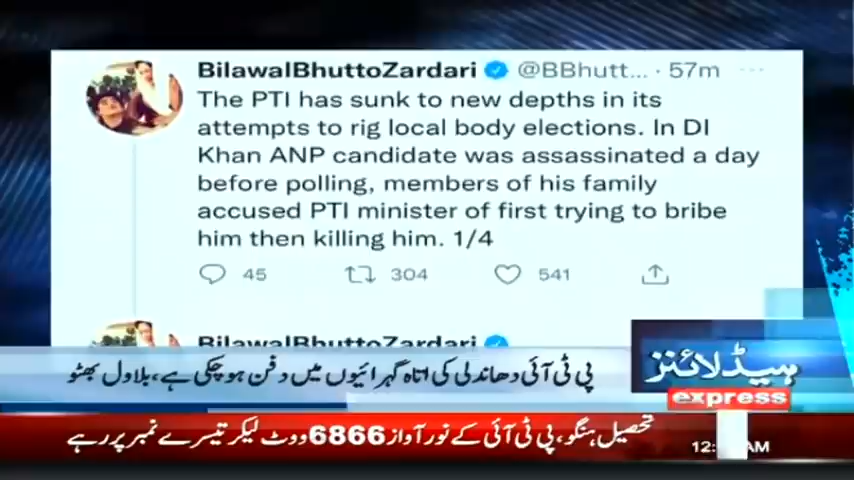 BilawalBhuttoZardari @BBhutt... · 57m ...
The PTI has sunk to new depths in its
attempts to rig local body elections. In DI
Khan ANP candidate was assassinated a day
before polling, members of his family
accused PTI minister of first trying to bribe
him then killing him. 1/4
45 304 541
BilawalBhuttoZardari
پی ٹی آئی دھاندلی کی اتاہ گہرائیوں میں دفن ہوچکی ہے، بلاول بھٹو
ہیڈلائنز
express
تحصیل ہنگو، پی ٹی آئی کے نور آواز 6866 ووٹ لیکر تیسرے نمبر پر رہے
AM